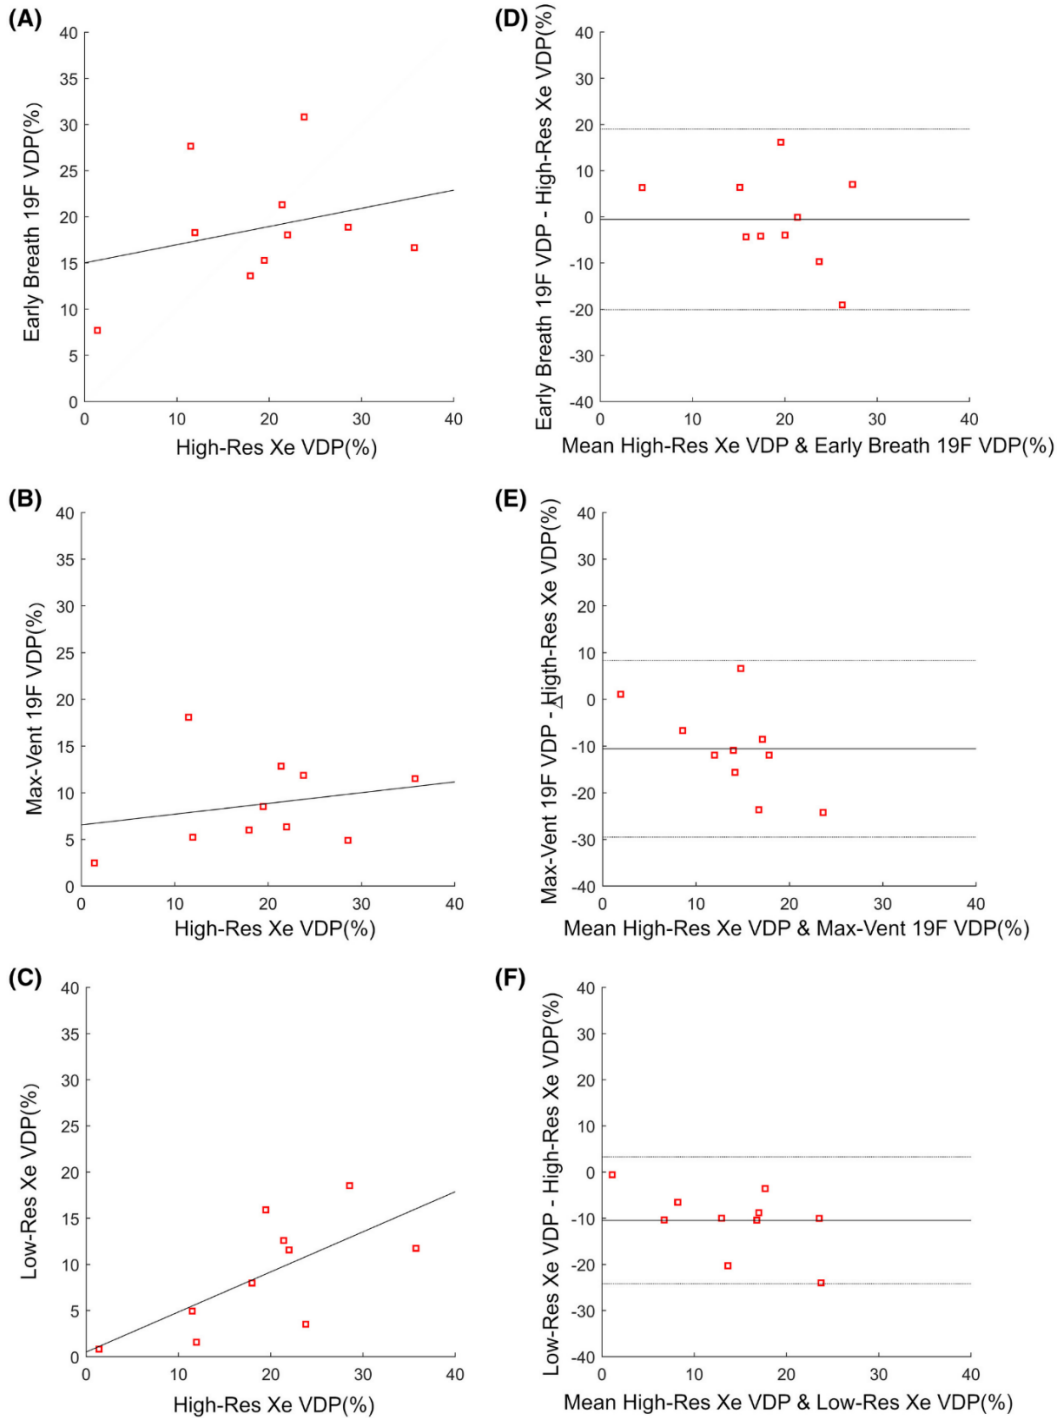 (A)
40
35
30
25
20
15
10
5
0
Early Breath 19F VDP(%)
0 10 20 30 40
High-Res Xe VDP(%)
(D)
40
30
20
10
0
-10
-20
-30
-40
Early Breath 19F VDP - High-Res Xe VDP(%)
0 10 20 30 40
Mean High-Res Xe VDP & Early Breath 19F VDP(%)
(B)
40
35
30
25
20
15
10
5
0
Max-Vent 19F VDP(%)
0 10 20 30 40
High-Res Xe VDP(%)
(E)
40
30
20
10
0
-10
-20
-30
-40
Max-Vent 19F VDP - Higth-Res Xe VDP(%)
0 10 20 30 40
Mean High-Res Xe VDP & Max-Vent 19F VDP(%)
(C)
40
35
30
25
20
15
10
5
0
Low-Res Xe VDP(%)
0 10 20 30 40
High-Res Xe VDP(%)
(F)
40
30
20
10
0
-10
-20
-30
-40
Low-Res Xe VDP - High-Res Xe VDP(%)
0 10 20 30 40
Mean High-Res Xe VDP & Low-Res Xe VDP(%)